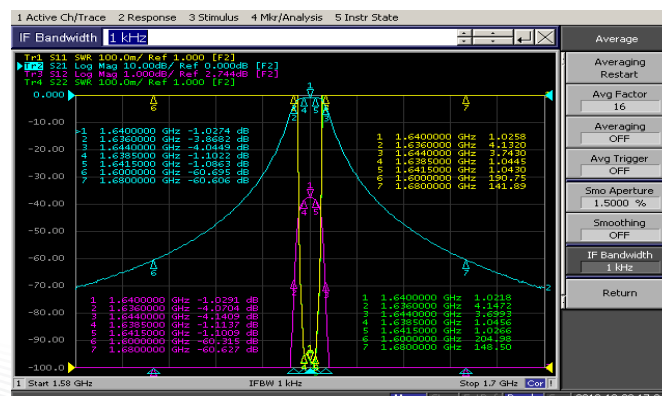 1 Active Ch/Trace 2 Response 3 Stimulus 4 Mkr/Analysis 5 Instr State
IF Bandwidth 1 kHz
Average
Tr1 S11 SWR 100.0m/ Ref 1.000 [F2]
Tr2 S21 Log Mag 10.00dB/ Ref 0.000dB [F2]
Tr3 S12 Log Mag 1.000dB/ Ref 2.744dB [F2]
Tr4 S22 SWR 100.0m/ Ref 1.000 [F2]
Averaging
Restart
Avg Factor
16
Averaging
OFF
Avg Trigger
OFF
Smo Aperture
1.5000 %
Smoothing
OFF
IF Bandwidth
1 kHz
Return
0.000
-10.00
-20.00
-30.00
-40.00
-50.00
-60.00
-70.00
-80.00
-90.00
-100.0
>1 1.6400000 GHz -1.0274 dB
2 1.6360000 GHz -3.8682 dB
3 1.6440000 GHz -4.0449 dB
4 1.6385000 GHz -1.1022 dB
5 1.6415000 GHz -1.0863 dB
6 1.6000000 GHz -60.695 dB
7 1.6800000 GHz -60.606 dB
1 1.6400000 GHz 1.0258
2 1.6360000 GHz 4.1320
3 1.6440000 GHz 3.7430
4 1.6385000 GHz 1.0445
5 1.6415000 GHz 1.0430
6 1.6000000 GHz 190.75
7 1.6800000 GHz 141.89
1 1.6400000 GHz -1.0291 dB
2 1.6360000 GHz -4.0704 dB
3 1.6440000 GHz -4.1409 dB
4 1.6385000 GHz -1.1137 dB
5 1.6415000 GHz -1.1009 dB
6 1.6000000 GHz -60.315 dB
7 1.6800000 GHz -60.627 dB
1 1.6400000 GHz 1.0218
2 1.6360000 GHz 4.1472
3 1.6440000 GHz 3.6993
4 1.6385000 GHz 1.0456
5 1.6415000 GHz 1.0266
6 1.6000000 GHz 204.98
7 1.6800000 GHz 148.50
1 Start 1.58 GHz IFBW 1 kHz Stop 1.7 GHz Cor !